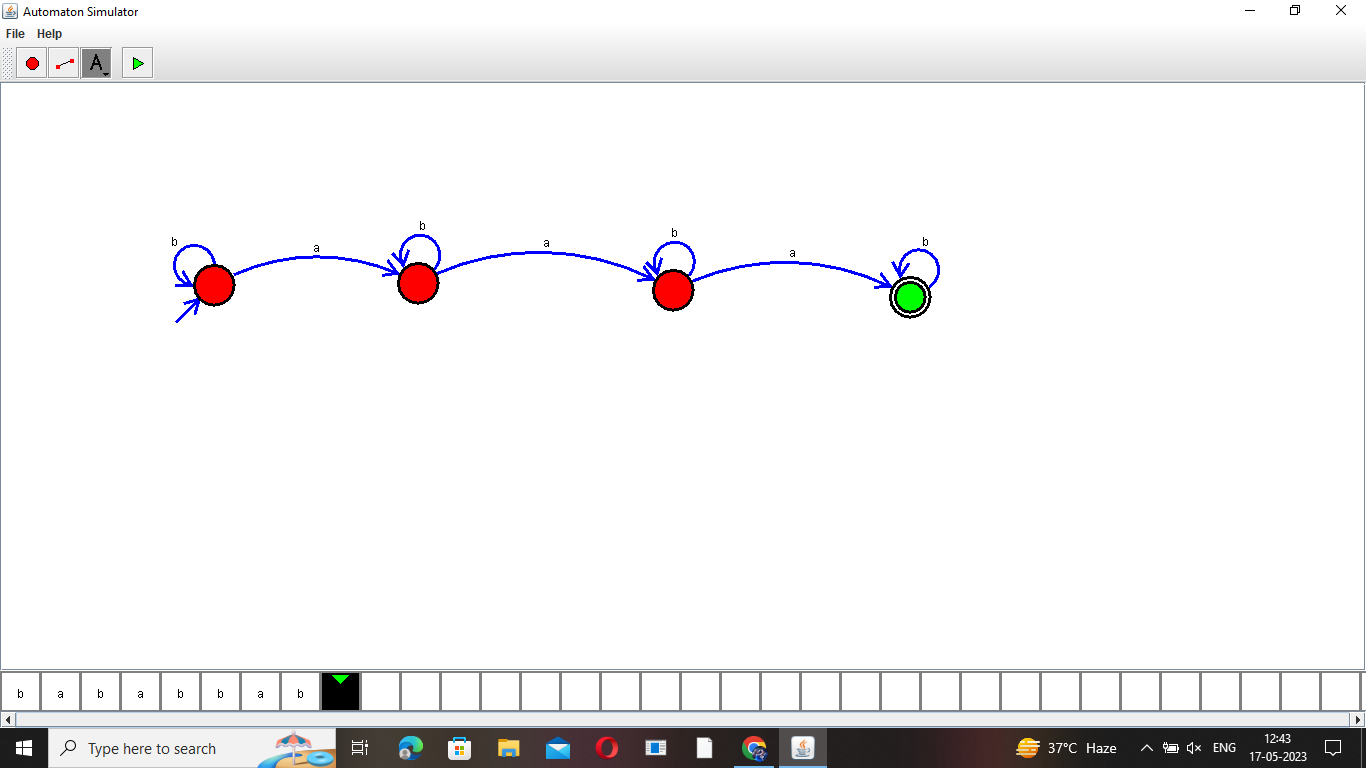 Automaton Simulator
File Help
A
b a b a b a b
b a b a b b a b
Type here to search
37°C Haze
ENG
12:43
17-05-2023